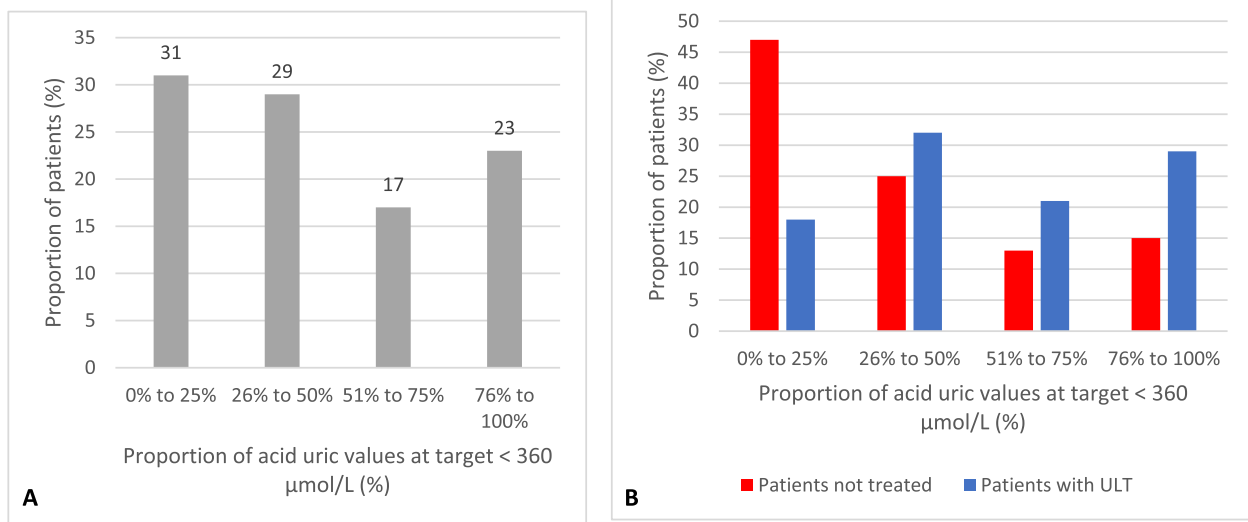 35
30
25
20
15
10
5
0
Proportion of patients (%)
31
29
17
23
0% to 25%
26% to 50%
51% to 75%
76% to
100%
Proportion of acid uric values at target < 360
μmol/L (%)
A
50
45
40
35
30
25
20
15
10
5
0
Proportion of patients (%)
0% to 25%
26% to 50%
51% to 75%
76% to 100%
Proportion of acid uric values at target < 360
μmol/L (%)
Patients not treated
Patients with ULT
B